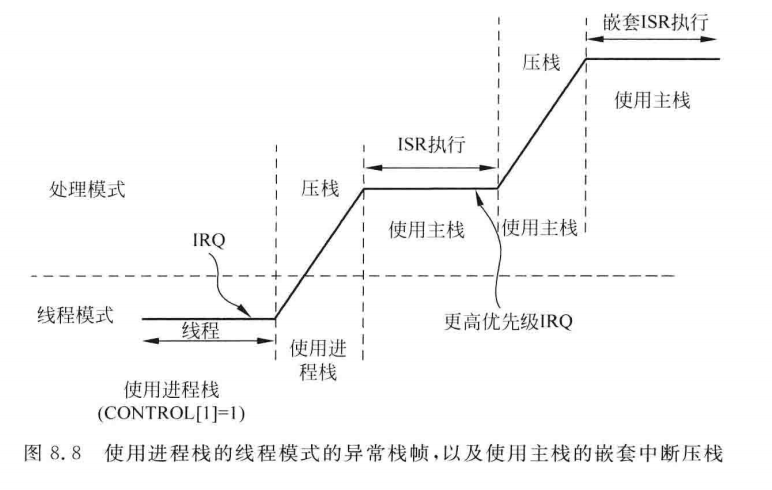 嵌套ISR执行
压栈
使用主栈
ISR执行
处理模式
压栈
使用主栈
使用主栈
IRQ
线程模式
更高优先级IRQ
线程
使用进
程栈
使用进程栈
(CONTROL[1]=1)
图 8.8 使用进程栈的线程模式的异常栈帧,以及使用主栈的嵌套中断压栈